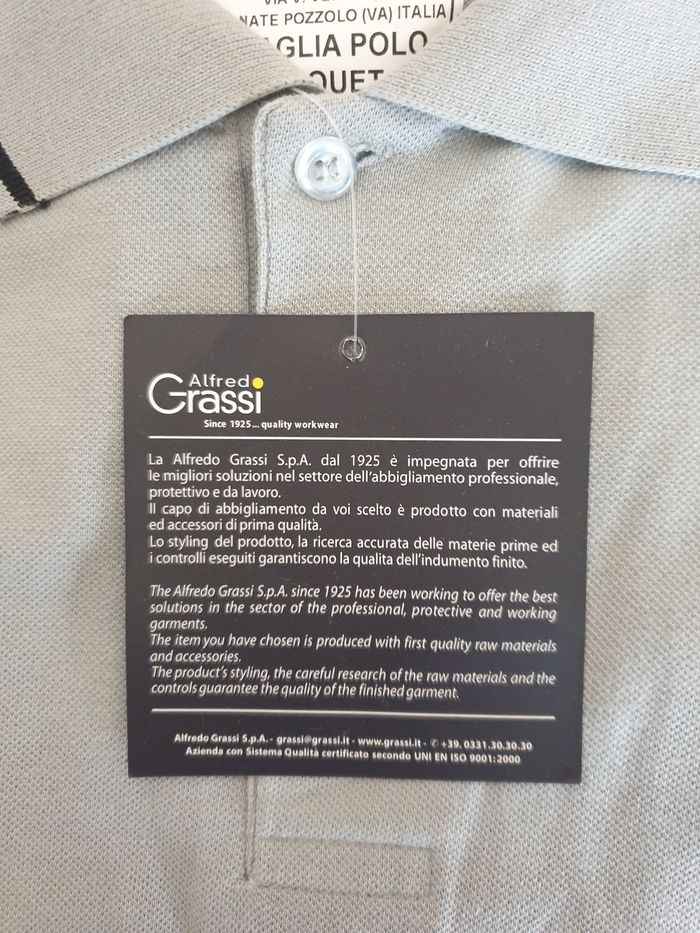 NATE POZZOLO (VA) ITALIA
POLO
Alfredo
Grassi
Since 1925... quality workwear
La Alfredo Grassi S.p.A. dal 1925 è impegnata per offrire
le migliori soluzioni nel settore dell'abbigliamento professionale,
protettivo e da lavoro.
Il capo di abbigliamento da voi scelto è prodotto con materiali
ed accessori di prima qualità.
Lo styling del prodotto, la ricerca accurata delle materie prime ed
i controlli eseguiti garantiscono la qualita dell'indumento finito.
The Alfredo Grassi S.p.A. since 1925 has been working to offer the best
solutions in the sector of the professional, protective and working
garments.
The item you have chosen is produced with first quality raw materials
and accessories.
The product's styling, the careful research of the raw materials and the
controls guarantee the quality of the finished garment.
Alfredo Grassi S.p.A. - grassi@grassi.it - www.grassi.it - ✆ +39.0331.30.30.30
Azienda con Sistema Qualità certificato secondo UNI EN ISO 9001:2000